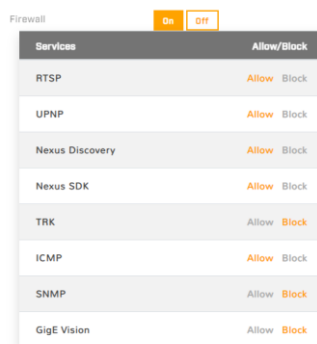 Firewall On Off
Services Allow/Block
RTSP Allow Block
UPNP Allow Block
Nexus Discovery Allow Block
Nexus SDK Allow Block
TRK Allow Block
ICMP Allow Block
SNMP Allow Block
GigE Vision Allow Block